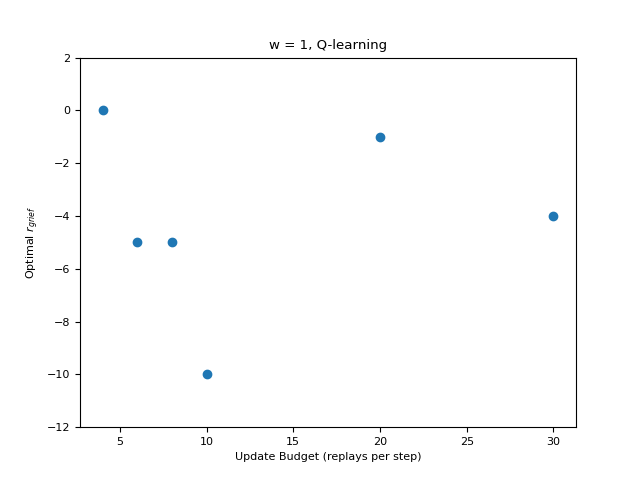 w = 1, Q-learning
2
0
−2
−4
−6
−8
−10
−12
Optimal r_grief
5 10 15 20 25 30
Update Budget (replays per step)